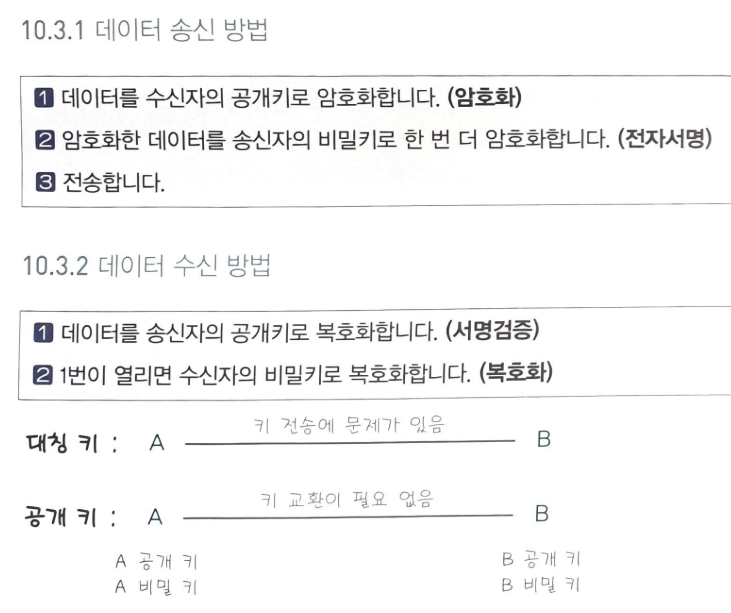 10.3.1 데이터 송신 방법
1 데이터를 수신자의 공개키로 암호화합니다. (암호화)
2 암호화한 데이터를 송신자의 비밀키로 한 번 더 암호화합니다. (전자서명)
3 전송합니다.
10.3.2 데이터 수신 방법
1 데이터를 송신자의 공개키로 복호화합니다. (서명검증)
2 1번이 열리면 수신자의 비밀키로 복호화합니다. (복호화)
키 전송에 문제가 있음
대칭 키 : A B
키 교환이 필요 없음
공개 키 : A B
A 공개 키 B 공개 키
A 비밀 키 B 비밀 키